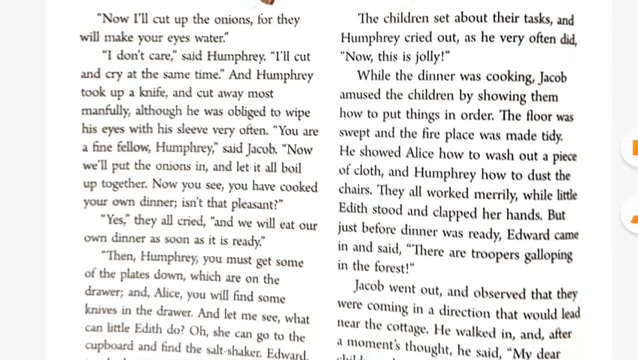 "Now I'll cut up the onions, for they
will make your eyes water."
"I don't care," said Humphrey. "I'll cut
and cry at the same time." And Humphrey
took up a knife, and cut away most
manfully, although he was obliged to wipe
his eyes with his sleeve very often. "You are
a fine fellow, Humphrey," said Jacob. "Now
we'll put the onions in, and let it all boil
up together. Now you see, you have cooked
your own dinner; isn't that pleasant?"
"Yes," they all cried, "and we will eat our
own dinner as soon as it is ready."
"Then, Humphrey, you must get some
of the plates down, which are on the
drawer; and, Alice, you will find some
knives in the drawer. And let me see, what
can little Edith do? Oh, she can go to the
cupboard and find the salt-shaker. Edward,
The children set about their tasks, and
Humphrey cried out, as he very often did,
"Now, this is jolly!"
While the dinner was cooking, Jacob
amused the children by showing them
how to put things in order. The floor was
swept and the fire place was made tidy.
He showed Alice how to wash out a piece
of cloth, and Humphrey how to dust the
chairs. They all worked merrily, while little
Edith stood and clapped her hands. But
just before dinner was ready, Edward came
in and said, "There are troopers galloping
in the forest!"
Jacob went out, and observed that they
were coming in a direction that would lead
near the cottage. He walked in, and, after
a moment's thought, he said, "My dear